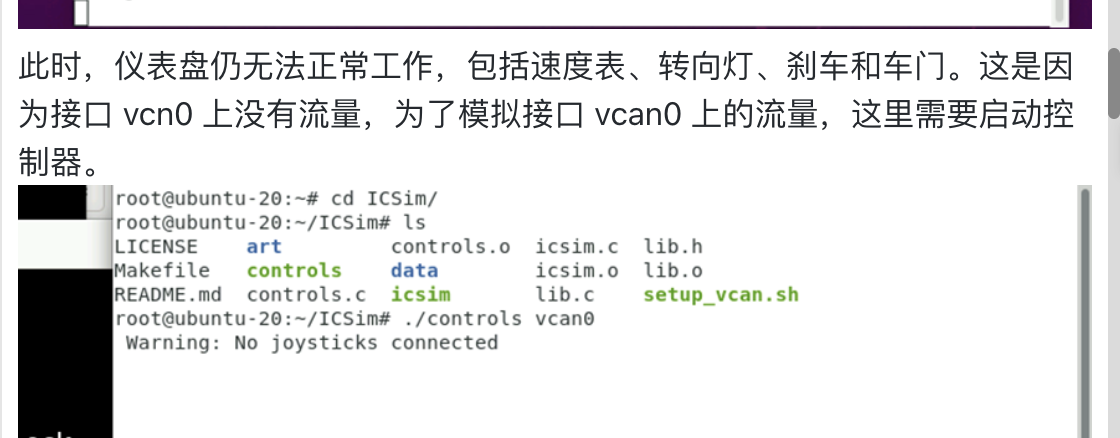 此时，仪表盘仍无法正常工作，包括速度表、转向灯、刹车和车门。这是因
为接口 vcn0 上没有流量，为了模拟接口 vcan0 上的流量，这里需要启动控
制器。
root@ubuntu-20:~# cd ICSim/
root@ubuntu-20:~/ICSim# ls
LICENSE art controls.o icsim.c lib.h
Makefile controls data icsim.o lib.o
README.md controls.c icsim lib.c setup_vcan.sh
root@ubuntu-20:~/ICSim# ./controls vcan0
Warning: No joysticks connected